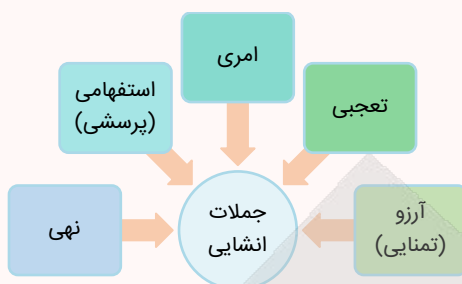 امری
تعجبی
استفهامی
(پرسشی)
آرزو
(تمنایی)
جملات
انشایی
نهی